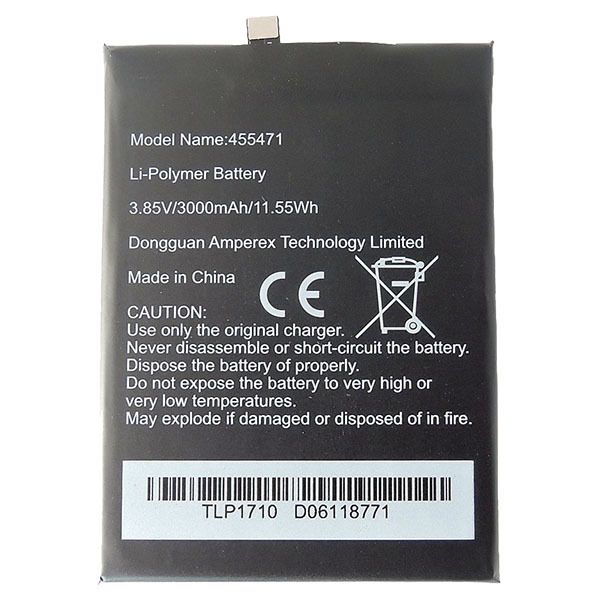 Model Name:455471
Li-Polymer Battery
3.85V/3000mAh/11.55Wh
Dongguan Amperex Technology Limited
Made in China
CE
CAUTION:
Use only the original charger.
Never disassemble or short-circuit the battery.
Dispose the battery of properly.
Do not expose the battery to very high or
very low temperatures.
May explode if damaged or disposed of in fire.
TLP1710 D06118771